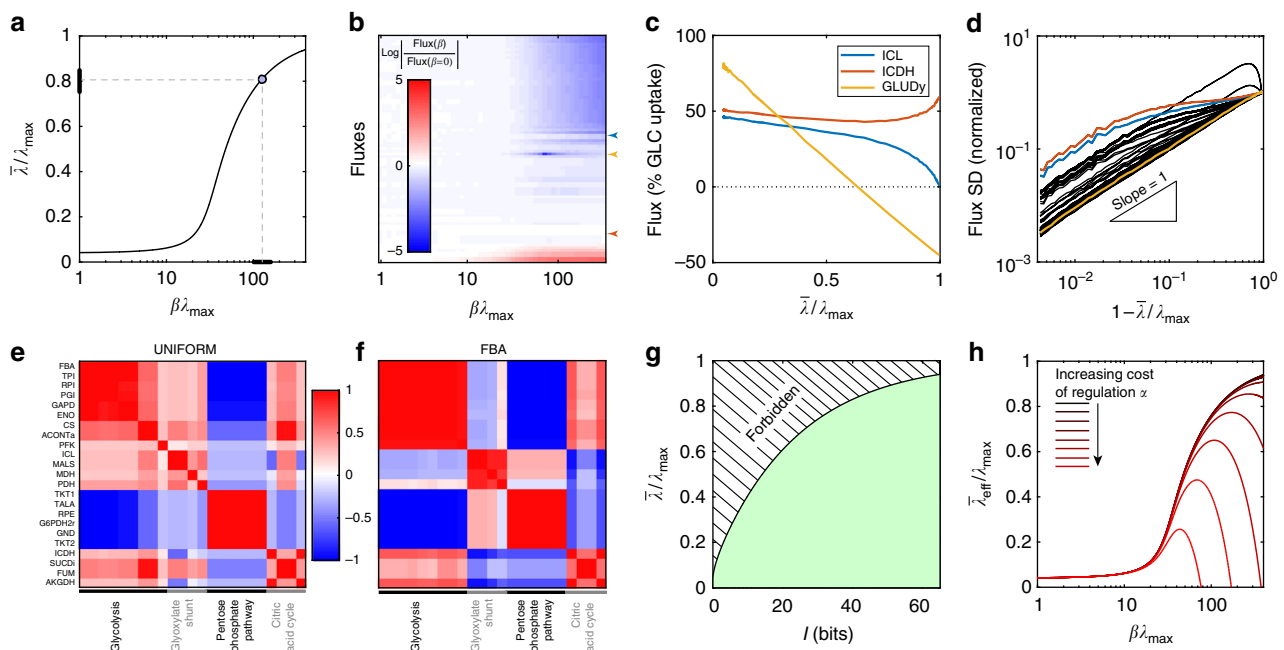 a
1
0.8
0.6
0.4
0.2
0
λ̄/λmax
1
10
100
βλmax
b
Log |Flux(β)/Flux(β=0)|
5
0
−5
Fluxes
1
10
100
βλmax
c
100
50
0
−50
Flux (% GLC uptake)
ICL
ICDH
GLUDy
0
0.5
1
λ̄/λmax
d
10¹
10⁻¹
10⁻³
Flux SD (normalized)
Slope = 1
10⁻²
10⁻¹
10⁰
1−λ̄/λmax
e
UNIFORM
FBA
TPI
RPI
PGI
GAPD
ENO
CS
ACONTa
PFK
ICL
MALS
MDH
PDH
TKT1
TALA
RPE
G6PDH2r
GND
TKT2
ICDH
SUCDi
FUM
AKGDH
Glycolysis
Glyoxylate
shunt
Pentose
phosphate
pathway
Citric
acid cycle
1
0.5
0
−0.5
−1
f
FBA
Glycolysis
Glyoxylate
shunt
Pentose
phosphate
pathway
Citric
acid cycle
g
1
0.8
0.6
0.4
0.2
0
λ̄/λmax
Forbidden
0
20
40
60
I (bits)
h
1
0.8
0.6
0.4
0.2
0
λ̄eff/λmax
Increasing cost
of regulation α
1
10
100
βλmax